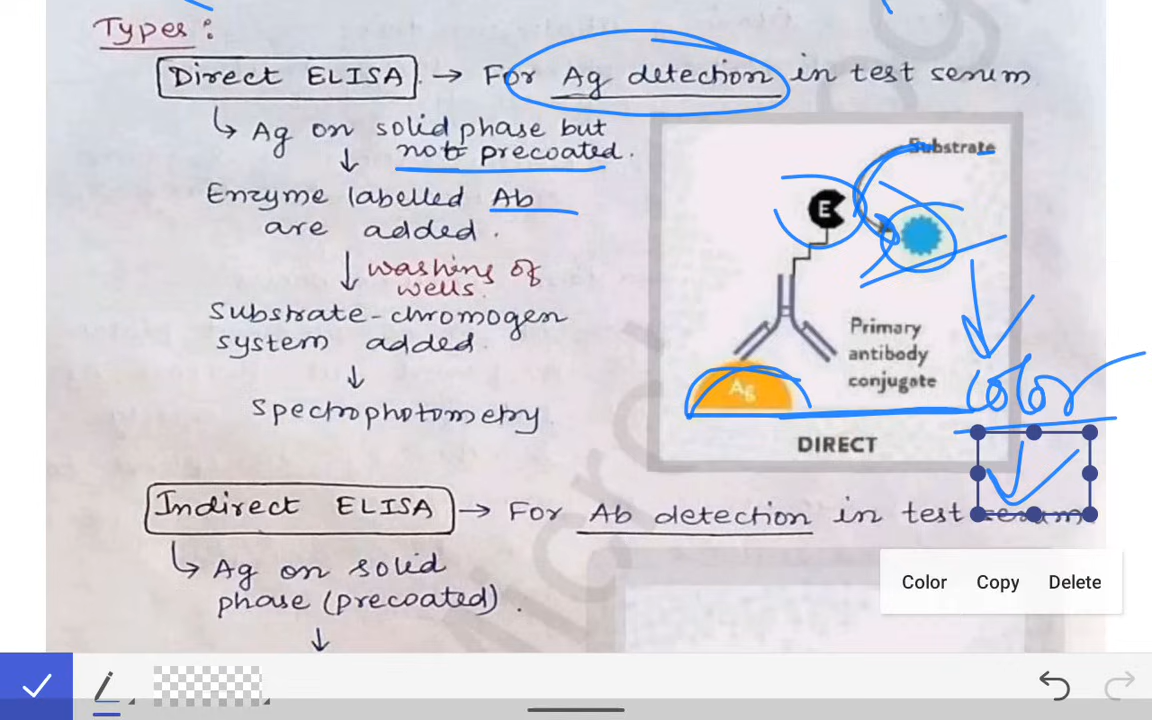 Types:
Direct ELISA → For Ag detection in test serum
↳ Ag on solid phase but
not precoated.
↓
Enzyme labelled Ab
are added.
↓ washing of
wells.
Substrate-chromogen
system added.
↓
Spectrophotometry
Substrate
E
Primary
antibody
conjugate
Ag
color
DIRECT
Indirect ELISA → For Ab detection in test serum
↳ Ag on solid
phase (precoated).
↓
Color Copy Delete